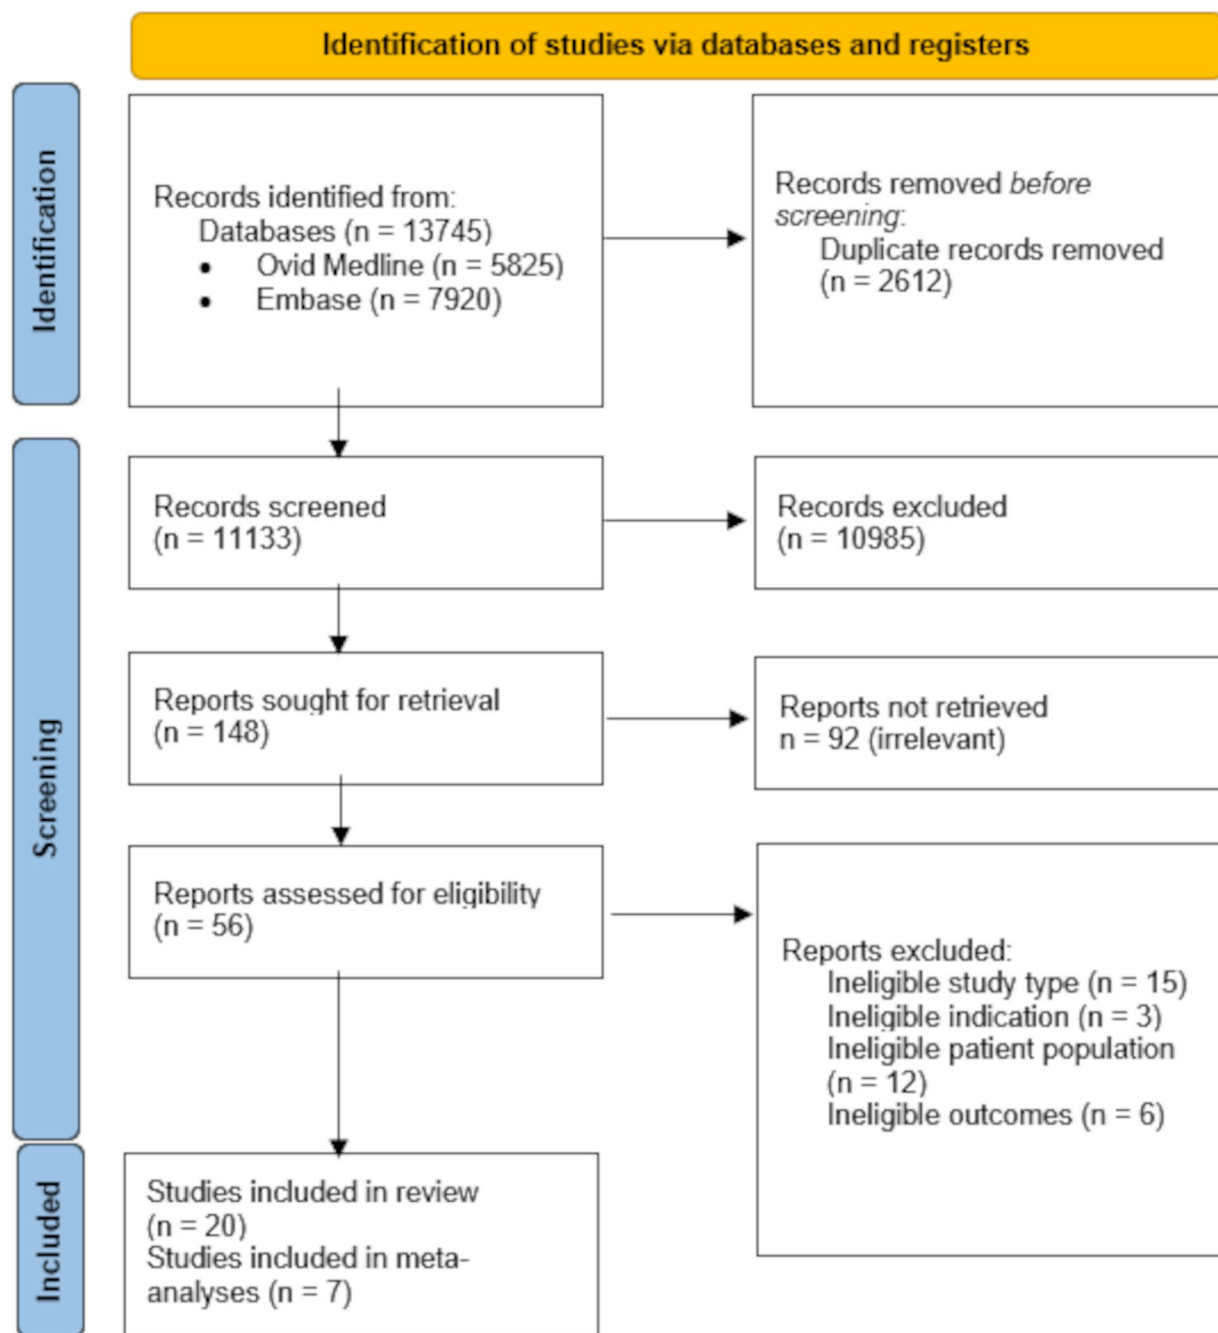 Identification of studies via databases and registers
Identification
Records identified from:
Databases (n = 13745)
• Ovid Medline (n = 5825)
• Embase (n = 7920)
Records removed before
screening:
Duplicate records removed
(n = 2612)
Screening
Records screened
(n = 11133)
Records excluded
(n = 10985)
Reports sought for retrieval
(n = 148)
Reports not retrieved
n = 92 (irrelevant)
Reports assessed for eligibility
(n = 56)
Reports excluded:
Ineligible study type (n = 15)
Ineligible indication (n = 3)
Ineligible patient population
(n = 12)
Ineligible outcomes (n = 6)
Included
Studies included in review
(n = 20)
Studies included in meta-
analyses (n = 7)